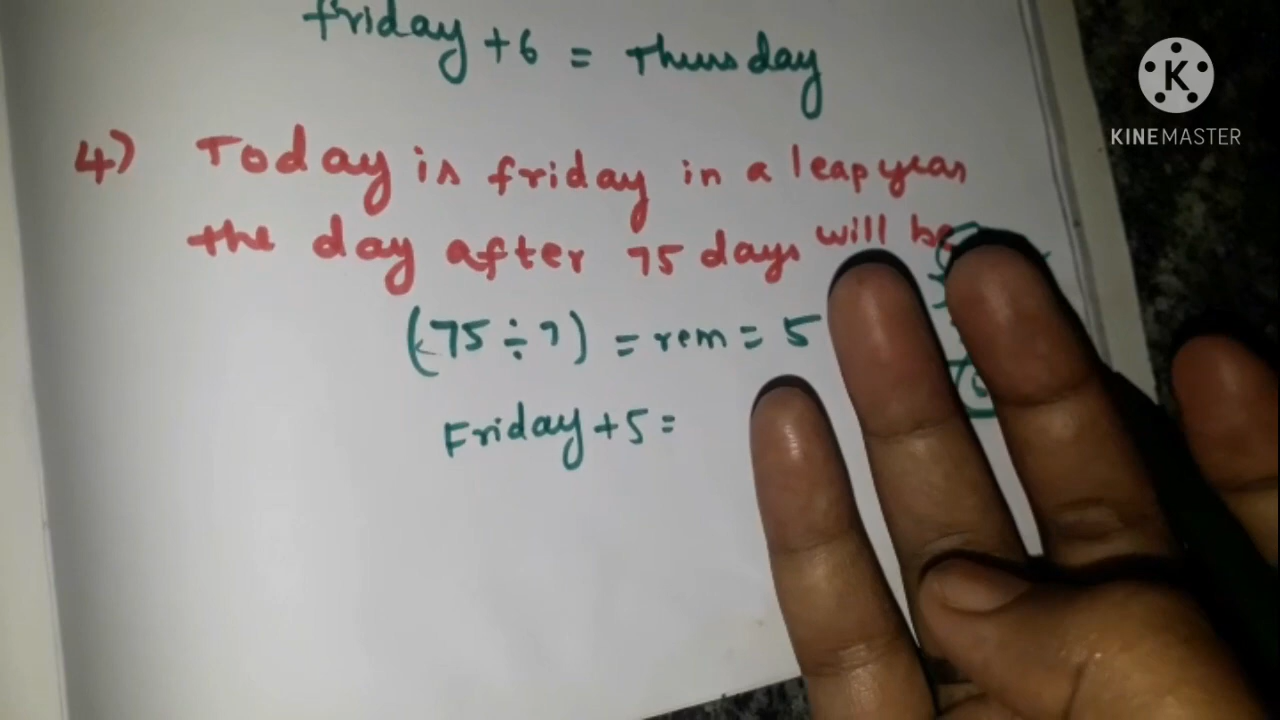 friday +6 = Thursday
KINEMASTER
4) Today is friday in a leap year
the day after 75 days will be
(75 ÷ 7) = rem = 5
Friday +5 =